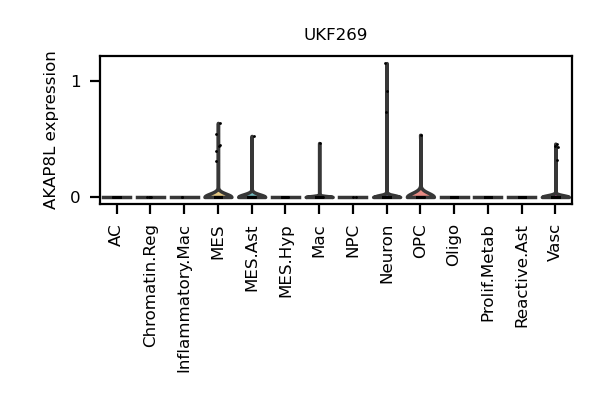 UKF269
AKAP8L expression
1
0
AC
Chromatin.Reg
Inflammatory.Mac
MES
MES.Ast
MES.Hyp
Mac
NPC
Neuron
OPC
Oligo
Prolif.Metab
Reactive.Ast
Vasc